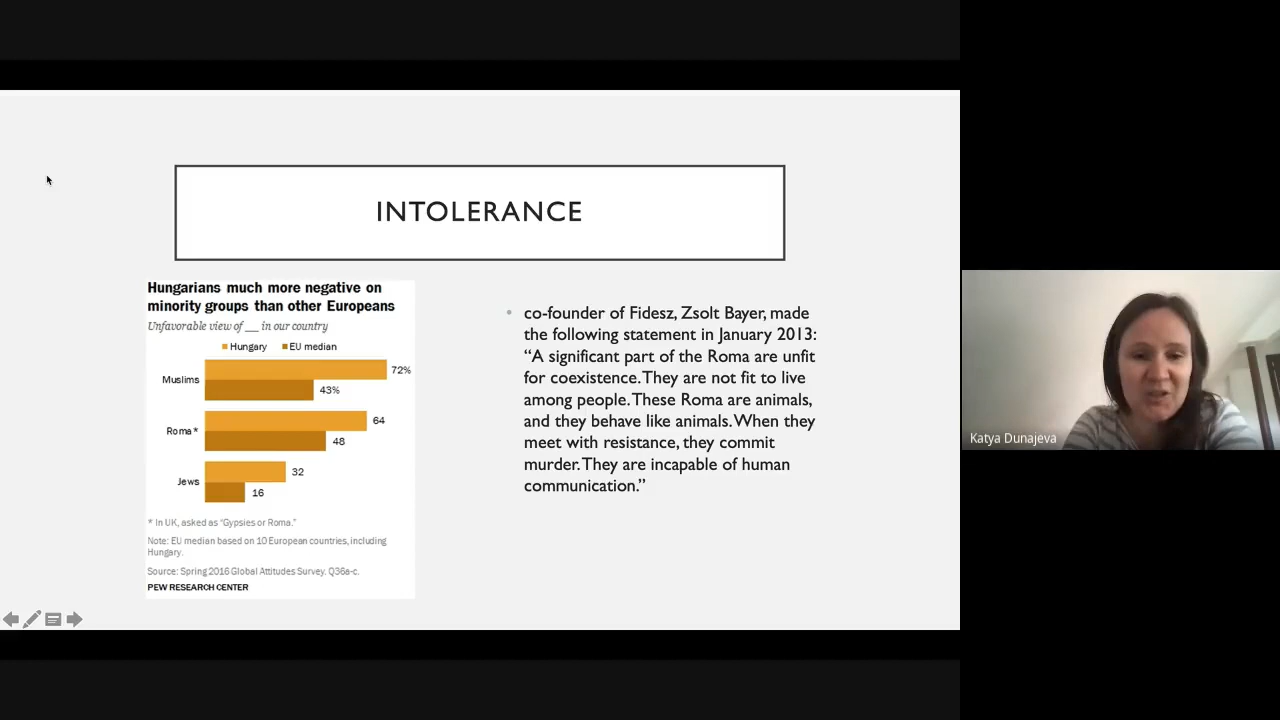 INTOLERANCE
Hungarians much more negative on
minority groups than other Europeans
Unfavorable view of __ in our country
Hungary EU median
Muslims 72%
43%
Roma* 64
48
Jews 32
16
* In UK, asked as “Gypsies or Roma.”
Note: EU median based on 10 European countries, including
Hungary.
Source: Spring 2016 Global Attitudes Survey. Q36a-c.
PEW RESEARCH CENTER
• co-founder of Fidesz, Zsolt Bayer, made
the following statement in January 2013:
“A significant part of the Roma are unfit
for coexistence. They are not fit to live
among people. These Roma are animals,
and they behave like animals. When they
meet with resistance, they commit
murder. They are incapable of human
communication.”
Katya Dunajeva